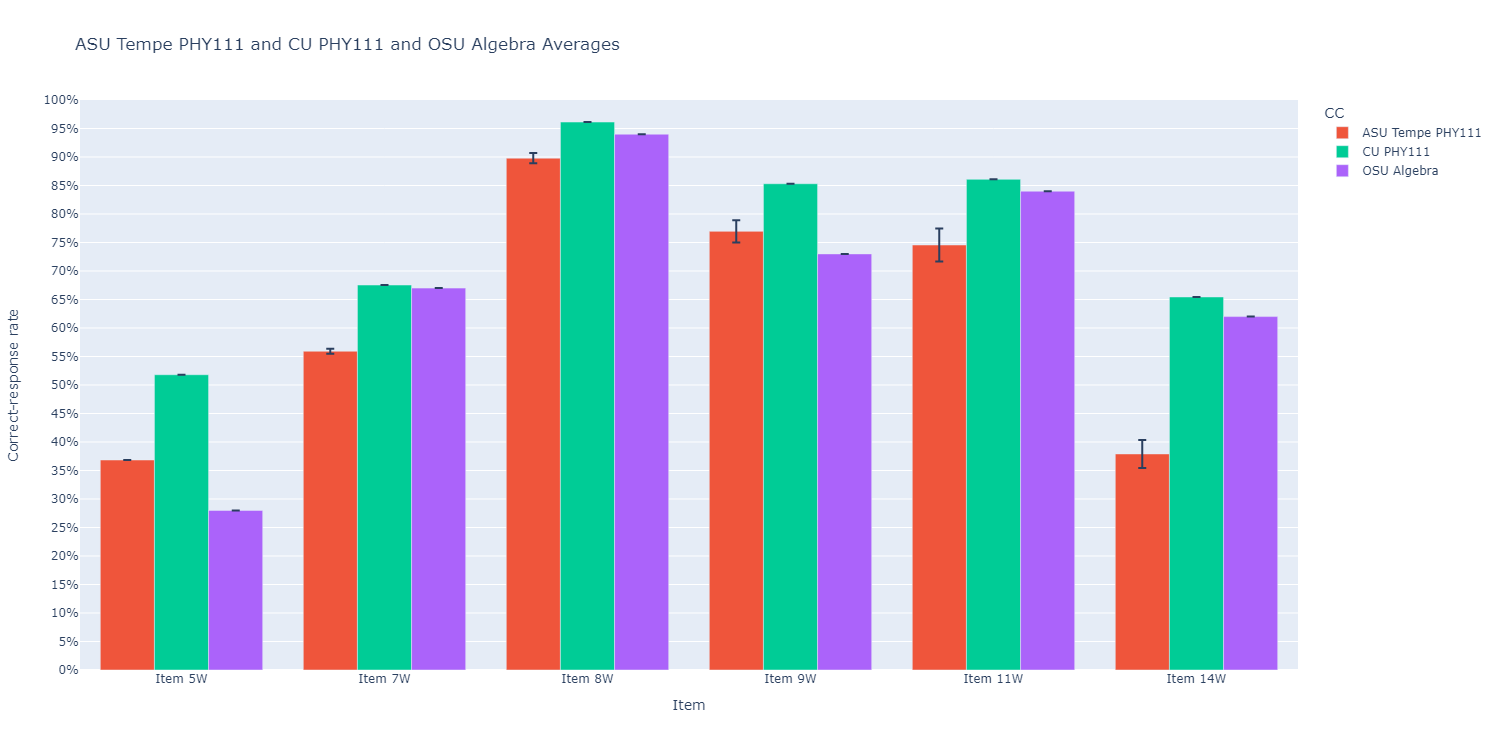 ASU Tempe PHY111 and CU PHY111 and OSU Algebra Averages
100%
95%
90%
85%
80%
75%
70%
65%
60%
55%
50%
45%
40%
35%
30%
25%
20%
15%
10%
5%
0%
Correct-response rate
Item 5W
Item 7W
Item 8W
Item 9W
Item 11W
Item 14W
Item
CC
ASU Tempe PHY111
CU PHY111
OSU Algebra